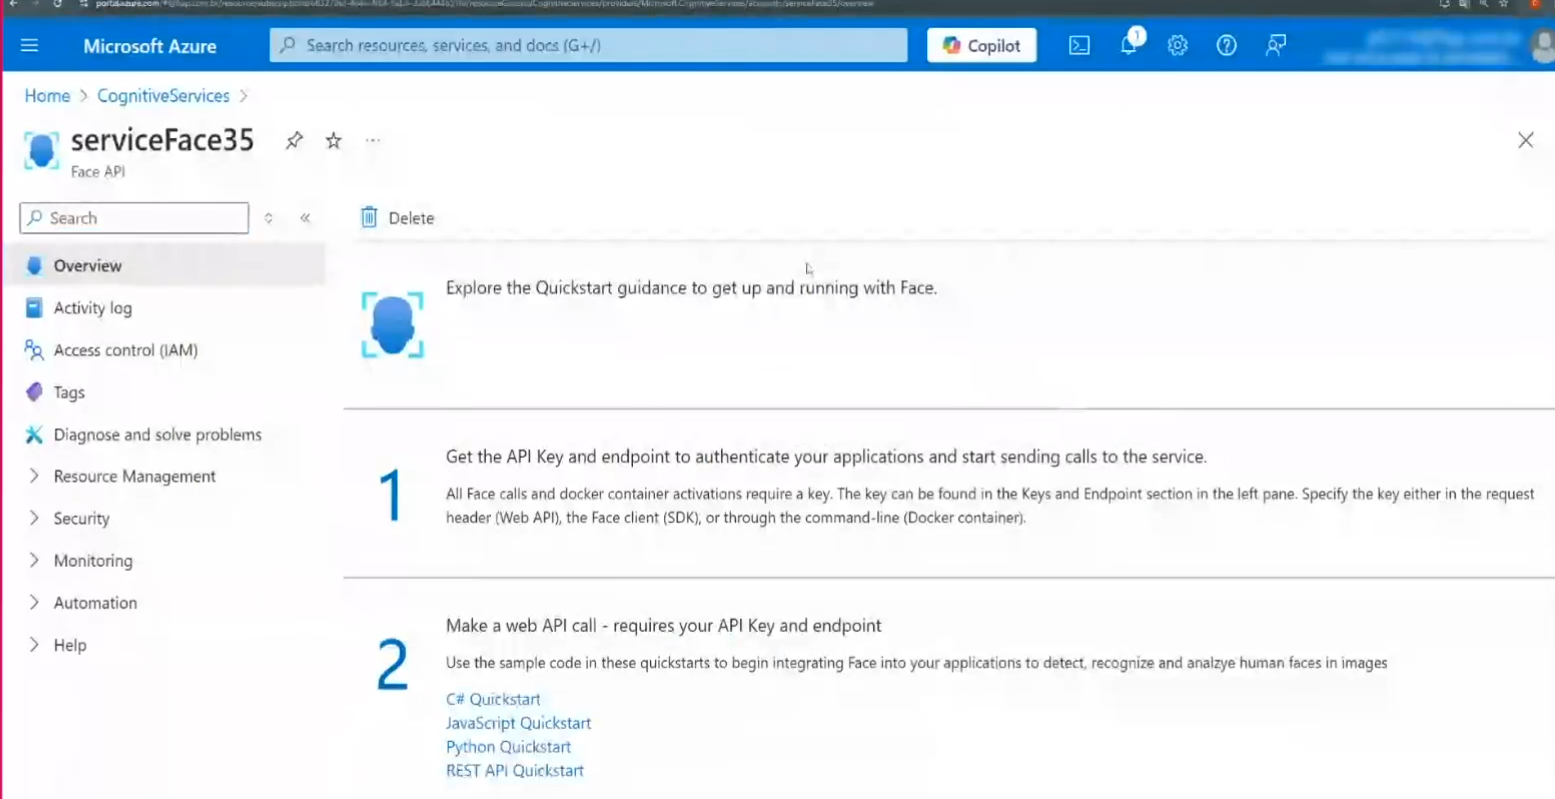 Microsoft Azure
Search resources, services, and docs (G+/)
Copilot
1
Home > CognitiveServices >
serviceFace35
Face API
Search
Delete
Overview
Activity log
Access control (IAM)
Tags
Diagnose and solve problems
Resource Management
Security
Monitoring
Automation
Help
Explore the Quickstart guidance to get up and running with Face.
1
Get the API Key and endpoint to authenticate your applications and start sending calls to the service.
All Face calls and docker container activations require a key. The key can be found in the Keys and Endpoint section in the left pane. Specify the key either in the request
header (Web API), the Face client (SDK), or through the command-line (Docker container).
2
Make a web API call - requires your API Key and endpoint
Use the sample code in these quickstarts to begin integrating Face into your applications to detect, recognize and analzye human faces in images
C# Quickstart
JavaScript Quickstart
Python Quickstart
REST API Quickstart